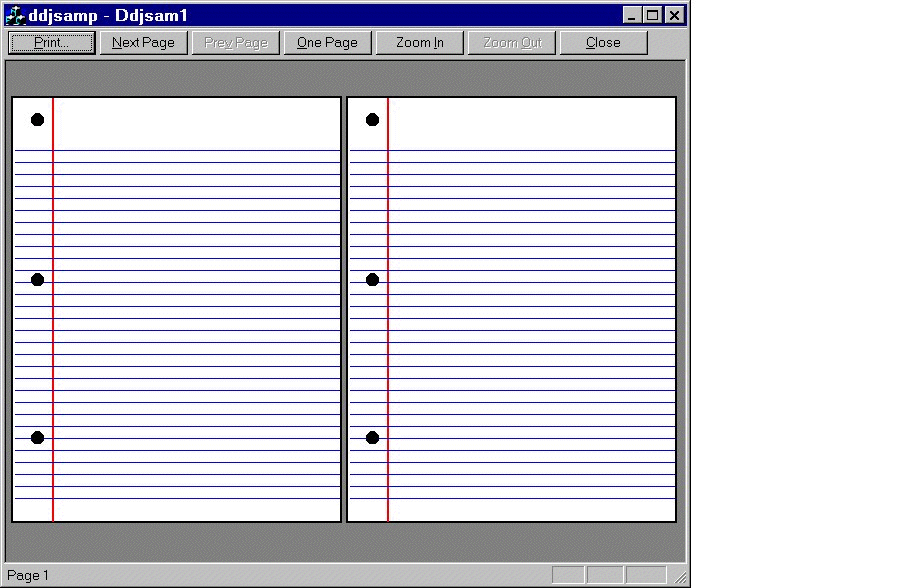 ddjsamp - Ddjsam1
Print... Next Page Prev Page One Page Zoom In Zoom Out Close
Page 1